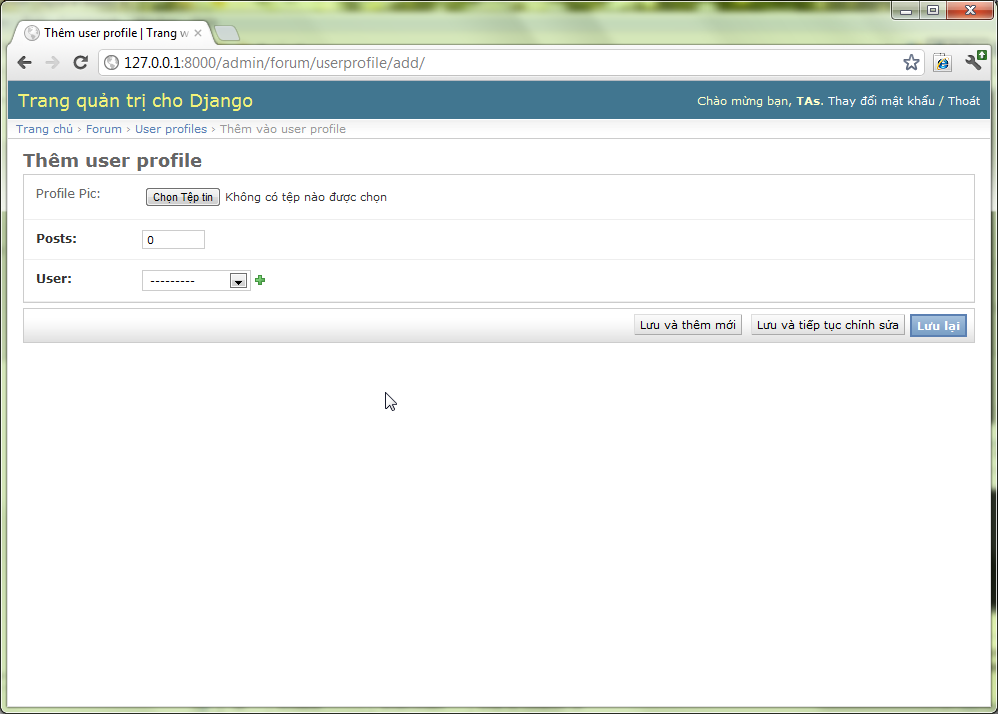 Thêm user profile | Trang w
127.0.0.1:8000/admin/forum/userprofile/add/
Trang quản trị cho Django
Chào mừng bạn, TAs. Thay đổi mật khẩu / Thoát
Trang chủ › Forum › User profiles › Thêm vào user profile
Thêm user profile
Profile Pic: Chọn Tệp tin Không có tệp nào được chọn
Posts: 0
User: ---------
Lưu và thêm mới Lưu và tiếp tục chỉnh sửa Lưu lại